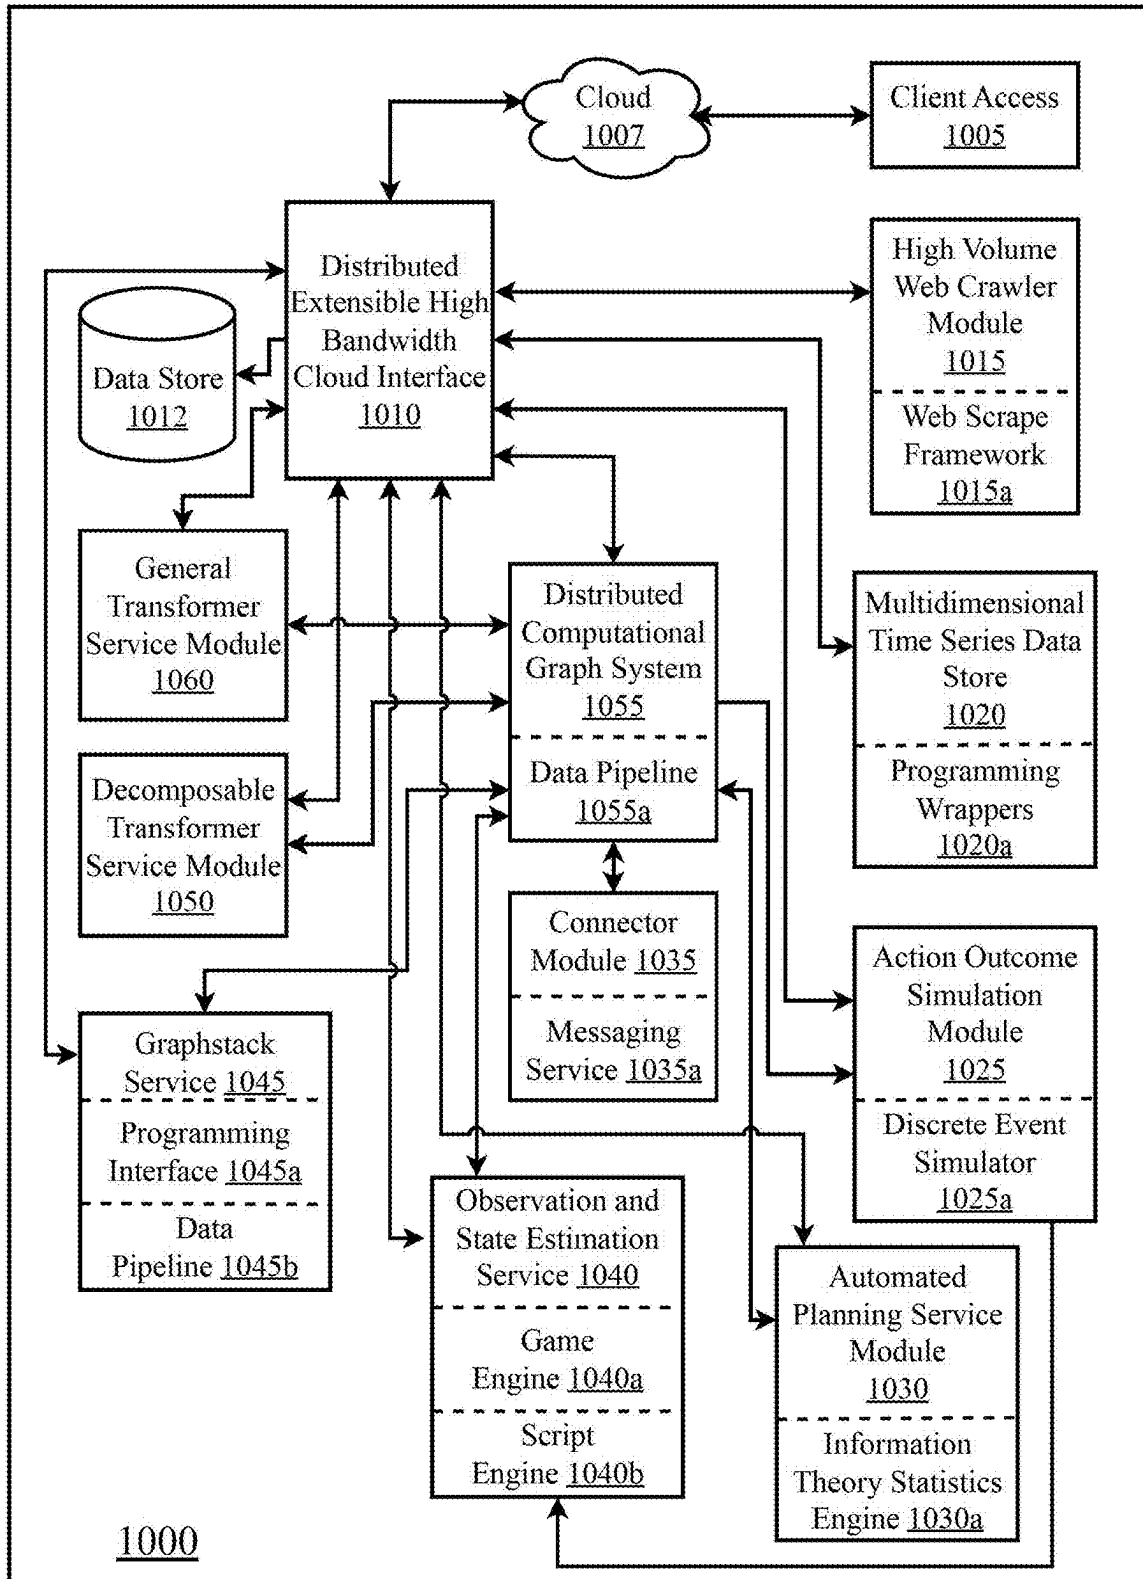 Cloud
1007
Client Access
1005
Distributed
Extensible High
Bandwidth
Cloud Interface
1010
High Volume
Web Crawler
Module
1015
Web Scrape
Framework
1015a
Data Store
1012
General
Transformer
Service Module
1060
Distributed
Computational
Graph System
1055
Data Pipeline
1055a
Multidimensional
Time Series Data
Store
1020
Programming
Wrappers
1020a
Decomposable
Transformer
Service Module
1050
Connector
Module 1035
Messaging
Service 1035a
Action Outcome
Simulation
Module
1025
Discrete Event
Simulator
1025a
Graphstack
Service 1045
Programming
Interface 1045a
Data
Pipeline 1045b
Observation and
State Estimation
Service 1040
Game
Engine 1040a
Script
Engine 1040b
Automated
Planning Service
Module
1030
Information
Theory Statistics
Engine 1030a
1000